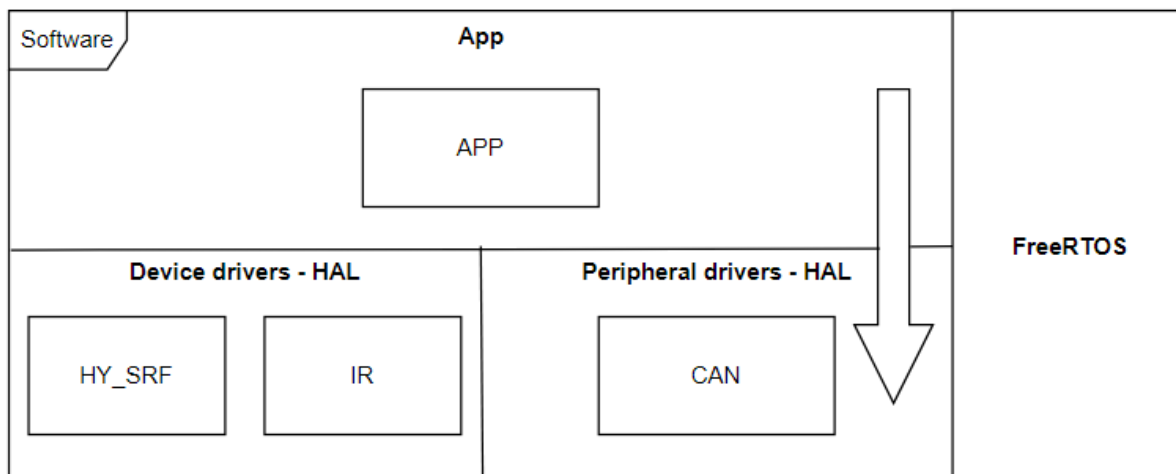 Software
App
APP
FreeRTOS
Device drivers - HAL
Peripheral drivers - HAL
HY_SRF
IR
CAN